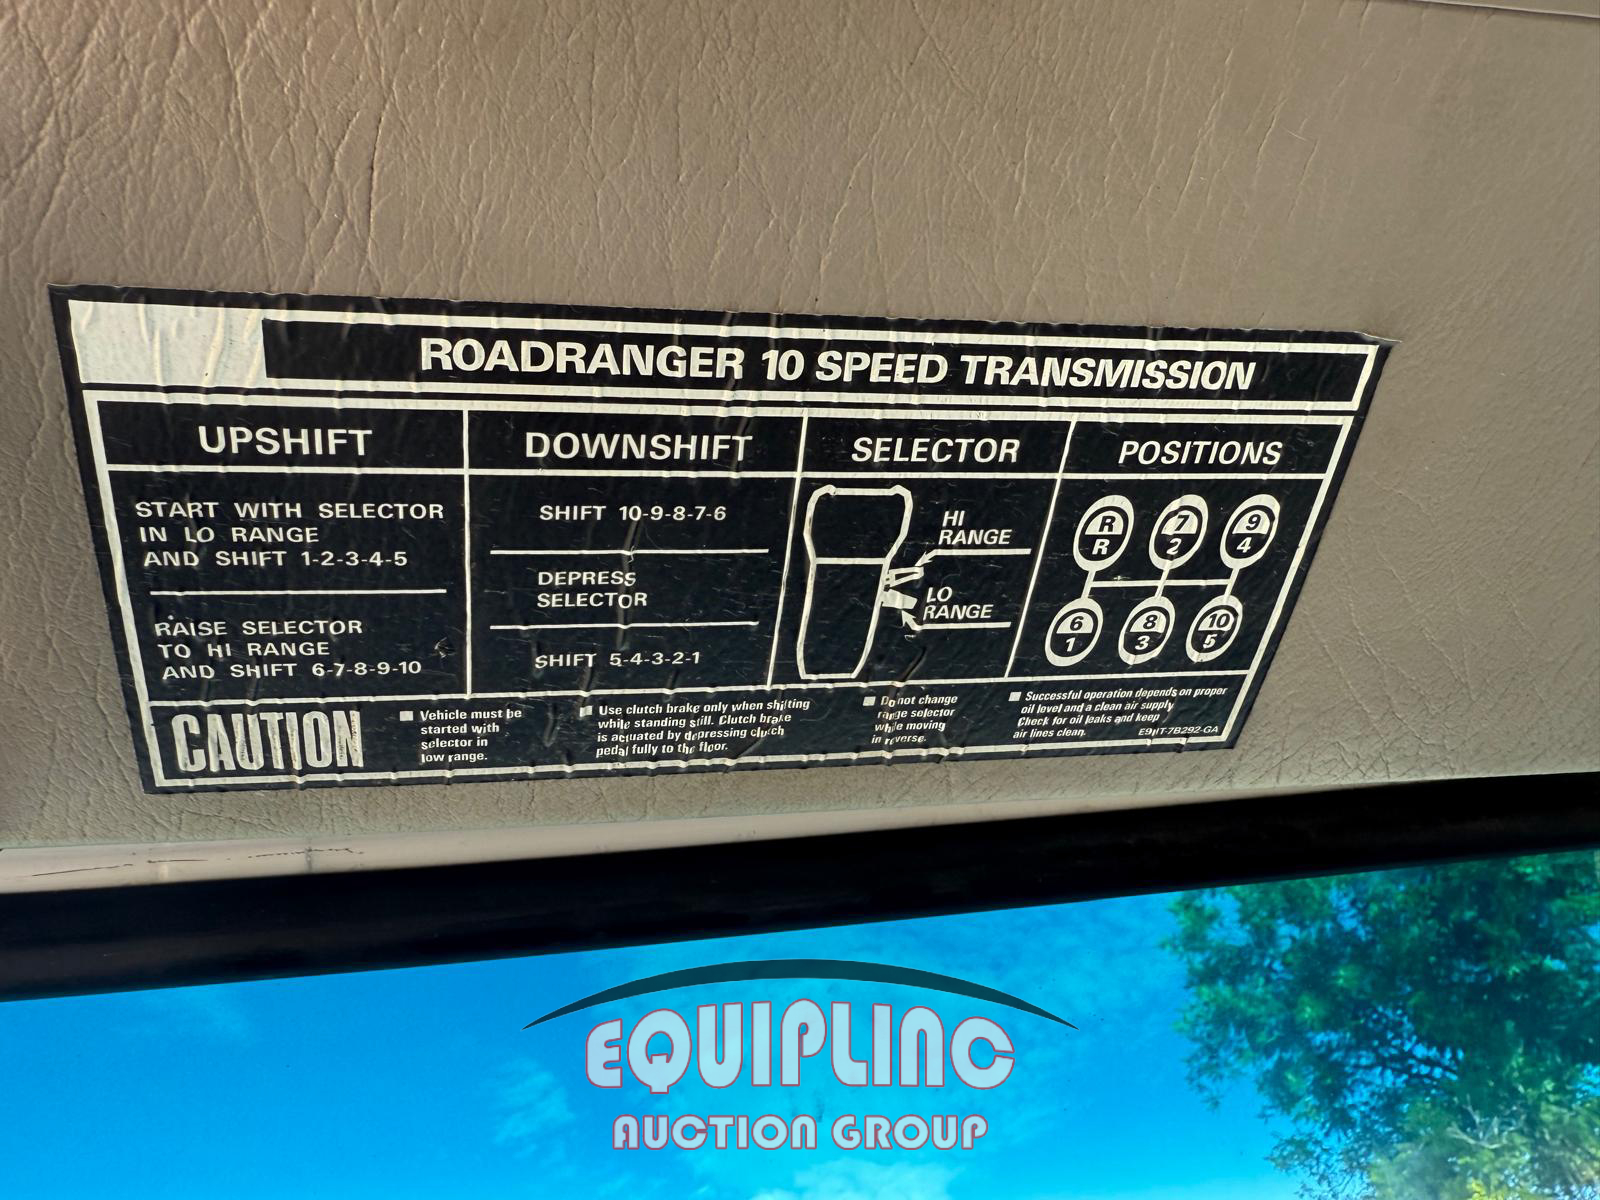 ROADRANGER 10 SPEED TRANSMISSION
UPSHIFT
START WITH SELECTOR
IN LO RANGE
AND SHIFT 1-2-3-4-5
RAISE SELECTOR
TO HI RANGE
AND SHIFT 6-7-8-9-10
DOWNSHIFT
SHIFT 10-9-8-7-6
DEPRESS
SELECTOR
SHIFT 5-4-3-2-1
SELECTOR
HI
RANGE
LO
RANGE
POSITIONS
R 7 9
R 2 4
6 8 10
1 3 5
CAUTION
■ Vehicle must be
started with
selector in
low range.
■ Use clutch brake only when shifting
while standing still. Clutch brake
is actuated by depressing clutch
pedal fully to the floor.
■ Do not change
range selector
while moving
in reverse.
■ Successful operation depends on proper
oil level and a clean air supply
Check for oil leaks and keep
air lines clean.
E9HT-7B292-GA
EQUIPLINC
AUCTION GROUP